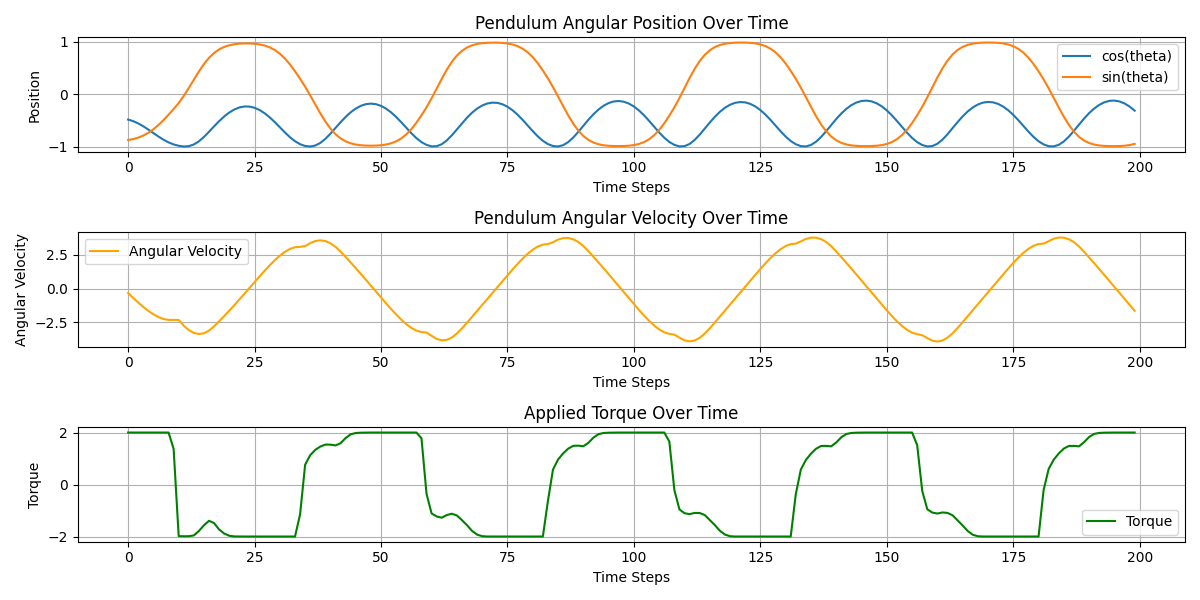 Pendulum Angular Position Over Time
1
0
−1
Position
cos(theta)
sin(theta)
0 25 50 75 100 125 150 175 200
Time Steps
Pendulum Angular Velocity Over Time
2.5
0.0
−2.5
Angular Velocity
Angular Velocity
0 25 50 75 100 125 150 175 200
Time Steps
Applied Torque Over Time
2
0
−2
Torque
Torque
0 25 50 75 100 125 150 175 200
Time Steps